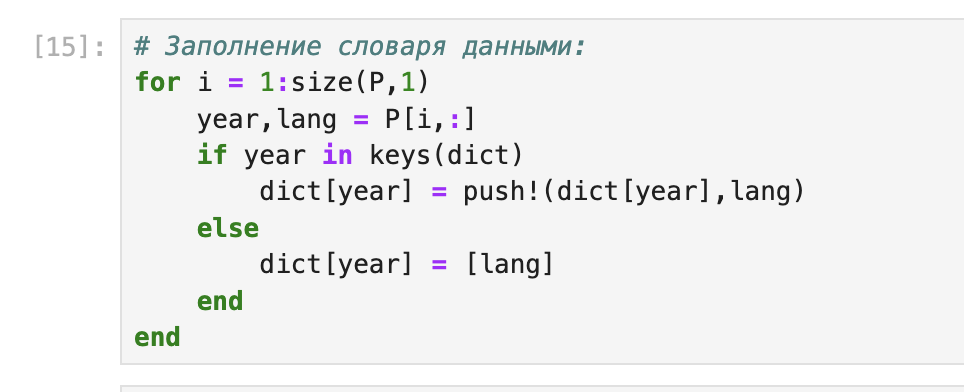 [15]: # Заполнение словаря данными:
for i = 1:size(P,1)
    year,lang = P[i,:]
    if year in keys(dict)
        dict[year] = push!(dict[year],lang)
    else
        dict[year] = [lang]
    end
end